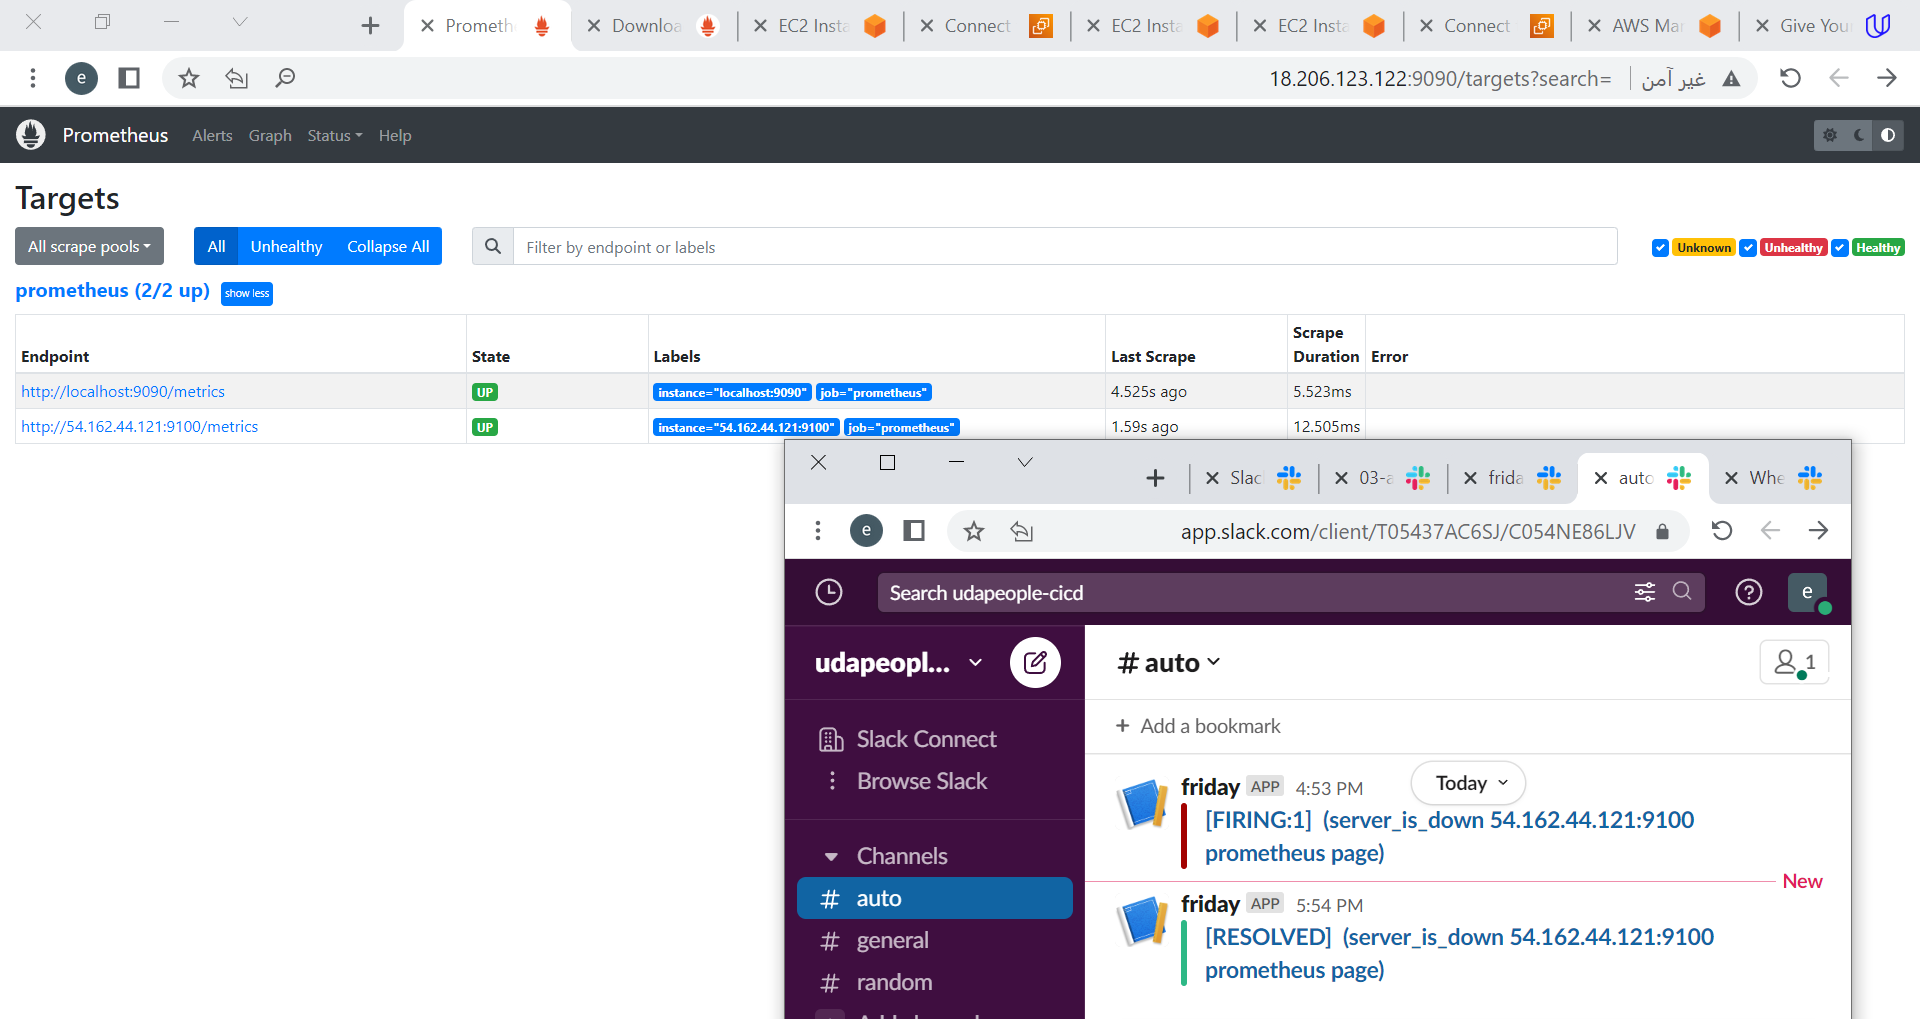 Prometh
Downloa
EC2 Insta
Connect
EC2 Insta
EC2 Insta
Connect
AWS Mar
Give You
e
18.206.123.122:9090/targets?search=
غير آمن
Prometheus
Alerts
Graph
Status
Help
Targets
All scrape pools
All
Unhealthy
Collapse All
Filter by endpoint or labels
Unknown
Unhealthy
Healthy
prometheus (2/2 up)
show less
Endpoint
State
Labels
Last Scrape
Scrape Duration
Error
http://localhost:9090/metrics
UP
instance="localhost:9090"
job="prometheus"
4.525s ago
5.523ms
http://54.162.44.121:9100/metrics
UP
instance="54.162.44.121:9100"
job="prometheus"
1.59s ago
12.505ms
Slac
03-a
frida
auto
Whe
e
app.slack.com/client/T05437AC6SJ/C054NE86LJV
Search udapeople-cicd
e
udapeopl...
# auto
1
+ Add a bookmark
Slack Connect
Browse Slack
Channels
# auto
# general
# random
Today
friday APP 4:53 PM
[FIRING:1] (server_is_down 54.162.44.121:9100
prometheus page)
New
friday APP 5:54 PM
[RESOLVED] (server_is_down 54.162.44.121:9100
prometheus page)